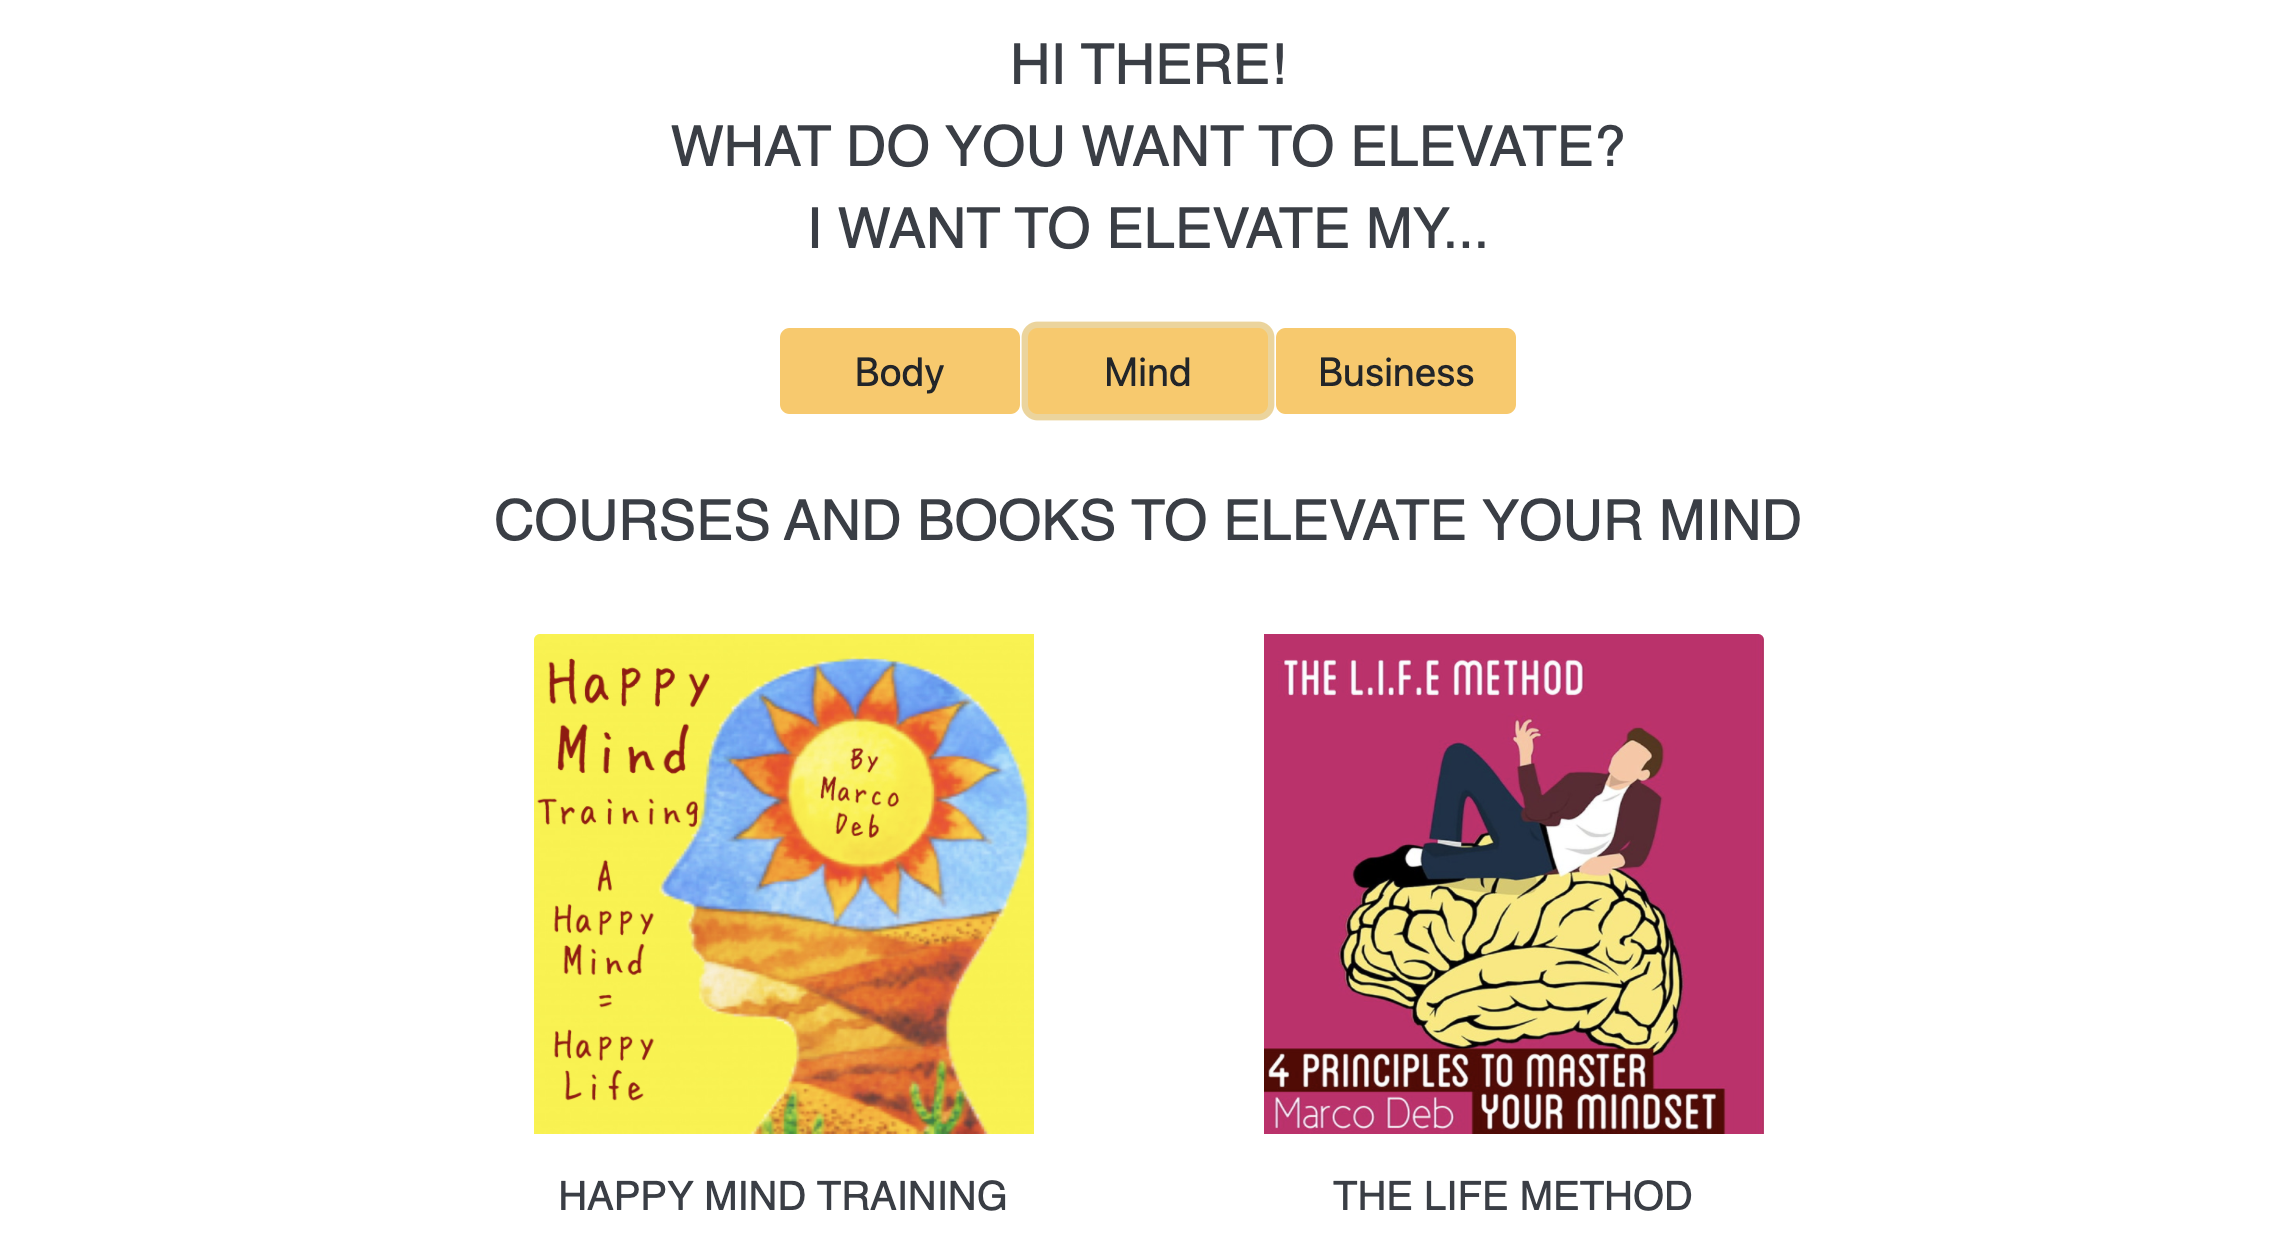 HI THERE!
WHAT DO YOU WANT TO ELEVATE?
I WANT TO ELEVATE MY...
Body
Mind
Business
COURSES AND BOOKS TO ELEVATE YOUR MIND
Happy
Mind
Training
A
Happy
Mind
=
Happy
Life
By
Marco
Deb
HAPPY MIND TRAINING
THE L.I.F.E METHOD
4 PRINCIPLES TO MASTER
YOUR MINDSET
Marco Deb
THE LIFE METHOD